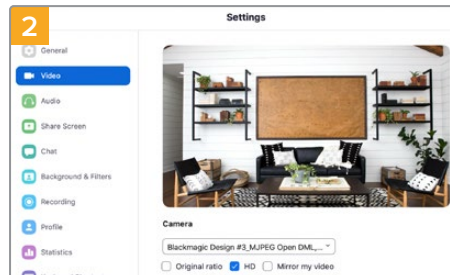 2
Settings
General
Video
Audio
Share Screen
Chat
Background & Filters
Recording
Profile
Statistics
Camera
Blackmagic Design #3_MJPEG Open DML,...
Original ratio HD Mirror my video